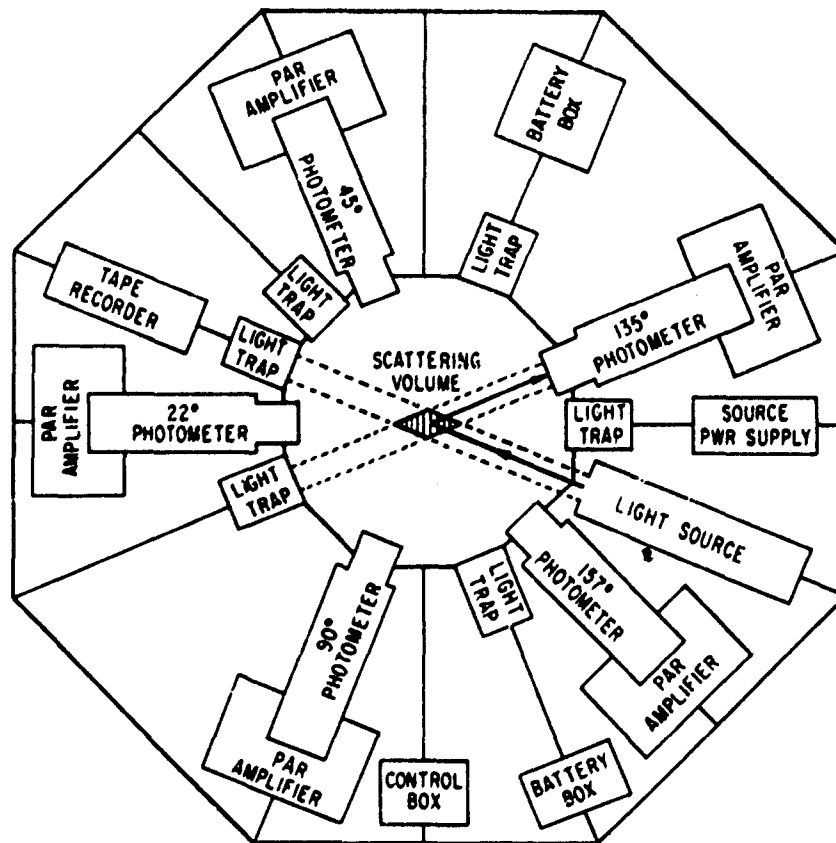 PAR
AMPLIFIER
45°
PHOTOMETER
BATTERY
BOX
LIGHT
TRAP
LIGHT
TRAP
TAPE
RECORDER
LIGHT
TRAP
PAR
AMPLIFIER
135°
PHOTOMETER
SCATTERING
VOLUME
PAR
AMPLIFIER
22°
PHOTOMETER
LIGHT
TRAP
SOURCE
PWR SUPPLY
LIGHT
TRAP
LIGHT SOURCE
LIGHT
TRAP
157°
PHOTOMETER
PAR
AMPLIFIER
90°
PHOTOMETER
PAR
AMPLIFIER
CONTROL
BOX
BATTERY
BOX